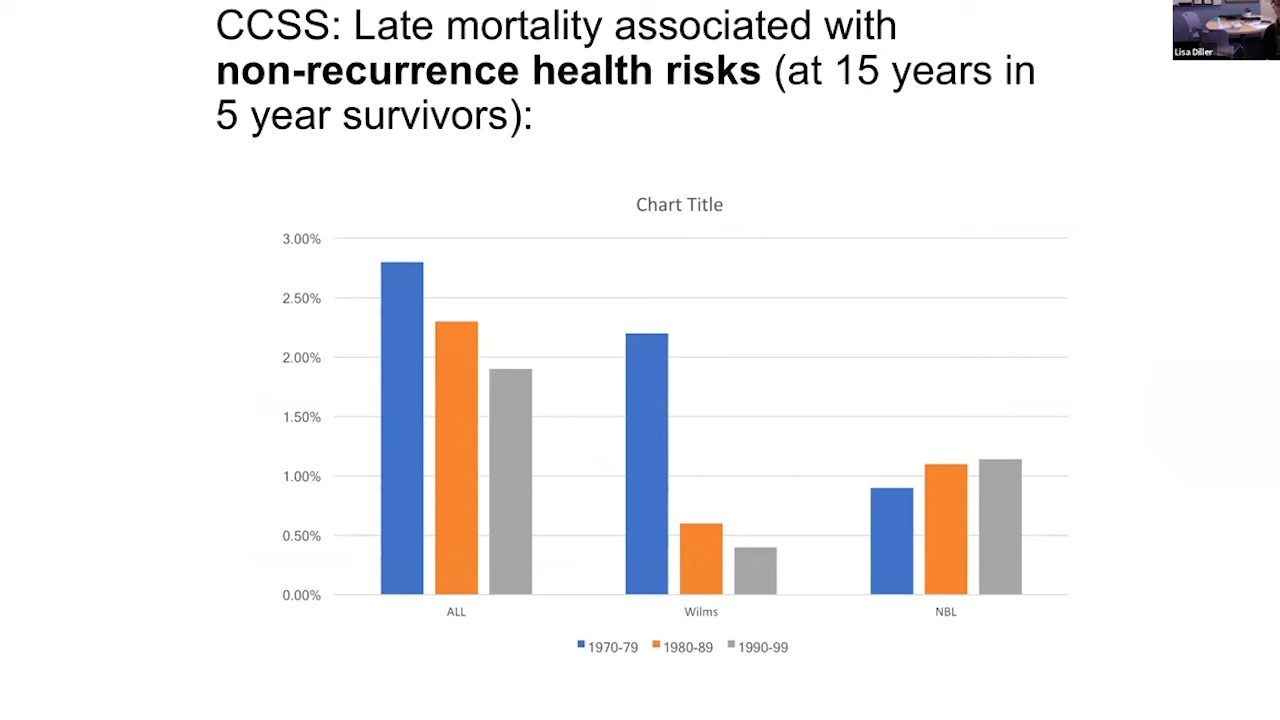 CCSS: Late mortality associated with
non-recurrence health risks (at 15 years in
5 year survivors):
Lisa Diller
Chart Title
3.00%
2.50%
2.00%
1.50%
1.00%
0.50%
0.00%
ALL Wilms NBL
1970-79 1980-89 1990-99